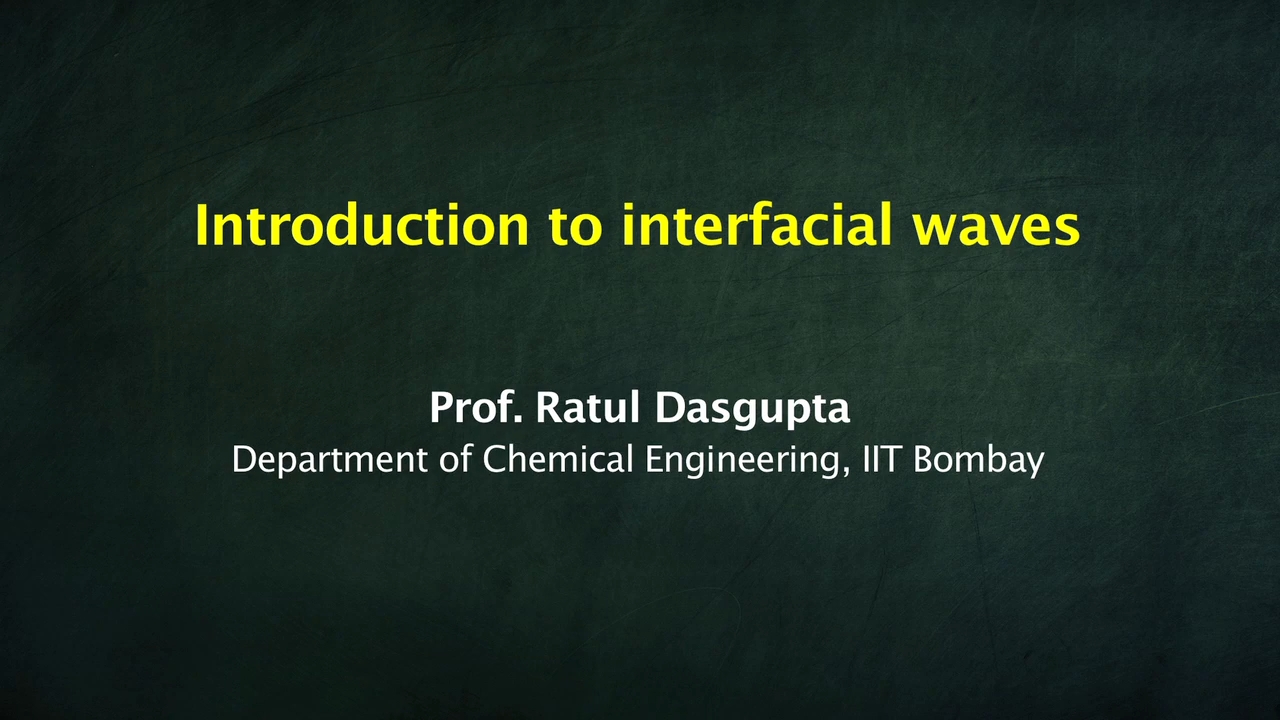 Introduction to interfacial waves
Prof. Ratul Dasgupta
Department of Chemical Engineering, IIT Bombay